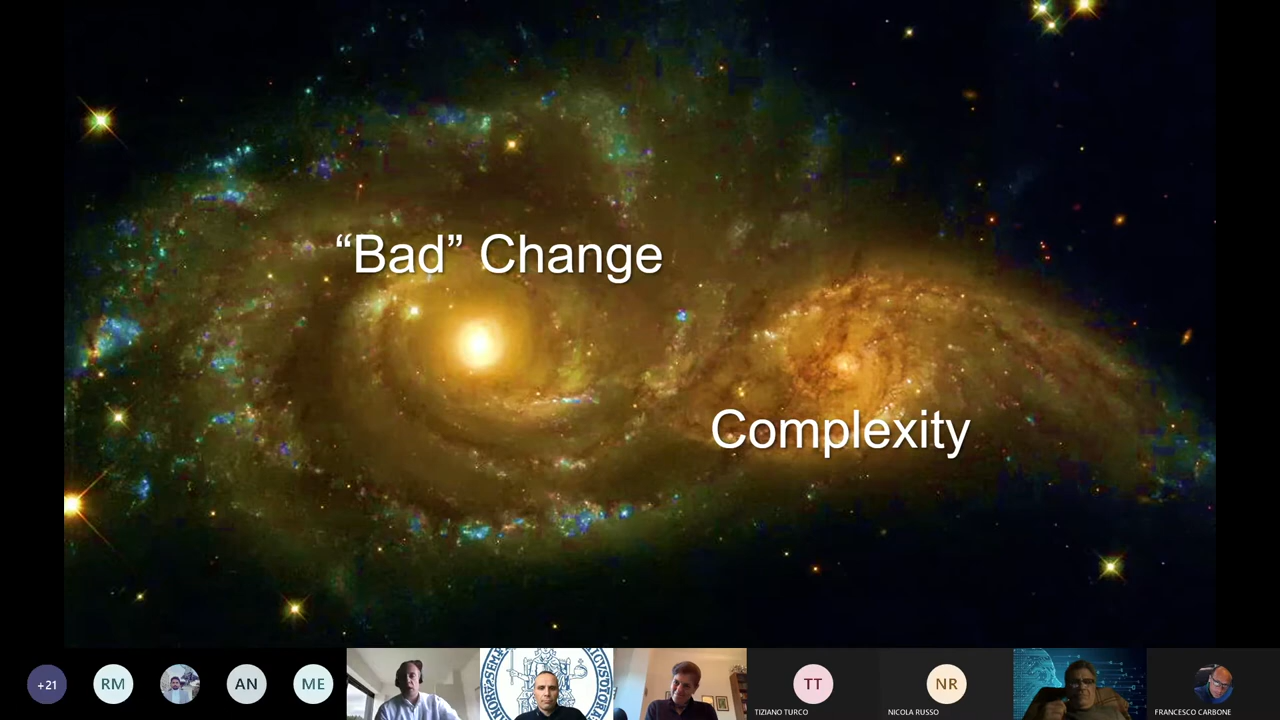 “Bad” Change
Complexity
+21
RM
AN
ME
TT
NR
TIZIANO TURCO
NICOLA RUSSO
FRANCESCO CARBONE